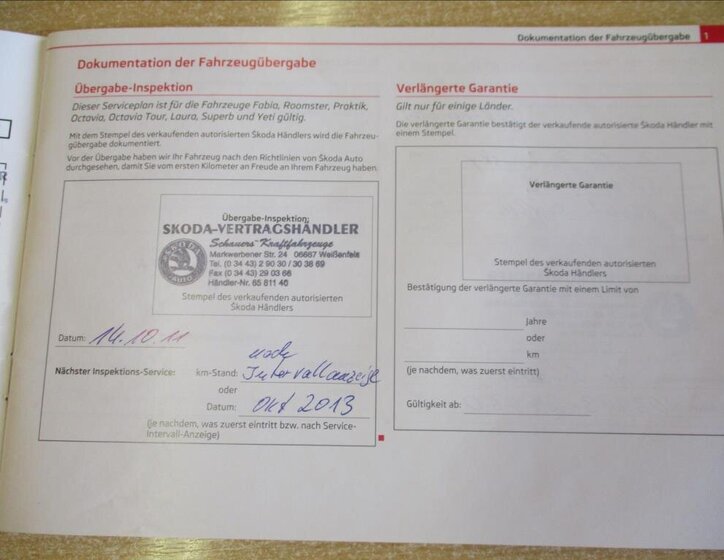 Dokumentation der Fahrzeugübergabe 1
Dokumentation der Fahrzeugübergabe
Übergabe-Inspektion
Dieser Serviceplan ist für die Fahrzeuge Fabia, Roomster, Praktik,
Octavia, Octavia Tour, Laura, Superb und Yeti gültig.
Mit dem Stempel des verkaufenden autorisierten Škoda Händlers wird die Fahrzeu-
gübergabe dokumentiert.
Vor der Übergabe haben wir Ihr Fahrzeug nach den Richtlinien von Škoda Auto
durchgesehen, damit Sie vom ersten Kilometer an Freude an Ihrem Fahrzeug haben.
Übergabe-Inspektion
SKODA-VERTRAGSHÄNDLER
Schauers Kraftfahrzeuge
Markwerbener Str. 24 06667 Weißenfels
Tel. (0 34 43) 2 90 30 / 30 38 69
Fax (0 34 43) 29 03 66
Händler-Nr. 65 811 46
SKODA
AUTO
Stempel des verkaufenden autorisierten
Škoda Händlers
Datum: 14.10.11
Nächster Inspektions-Service: km-Stand: nach
Intervallanzeige
oder
Datum: Okt 2013
(je nachdem, was zuerst eintritt bzw. nach Service-
Intervall-Anzeige)
Verlängerte Garantie
Gilt nur für einige Länder.
Die verlängerte Garantie bestätigt der verkaufende autorisierte Škoda Händler mit
einem Stempel.
Verlängerte Garantie
Stempel des verkaufenden autorisierten
Škoda Händlers
Bestätigung der verlängerten Garantie mit einem Limit von
Jahre
oder
km
(je nachdem, was zuerst eintritt)
Gültigkeit ab: